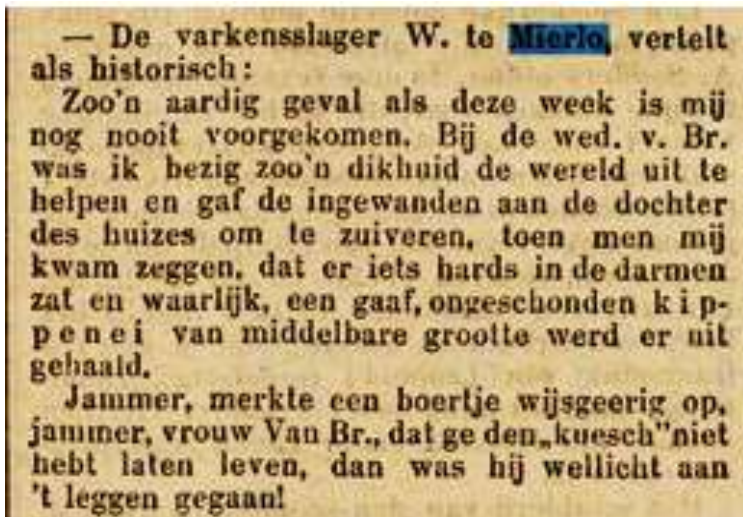 — De varkensslager W. te Mierlo, vertelt
als historisch:
Zoo'n aardig geval als deze week is mij
nog nooit voorgekomen. Bij de wed. v. Br.
was ik bezig zoo'n dikhuid de wereld uit te
helpen en gaf de ingewanden aan de dochter
des huizes om te zuiveren, toen men mij
kwam zeggen, dat er iets hards in de darmen
zat en waarlijk, een gaaf, ongeschonden kip-
penei van middelbare grootte werd er uit
gehaald.
Jammer, merkte een boertje wijsgeerig op,
jammer, vrouw Van Br., dat ge den „kuesch" niet
hebt laten leven, dan was hij wellicht aan
't leggen gegaan!